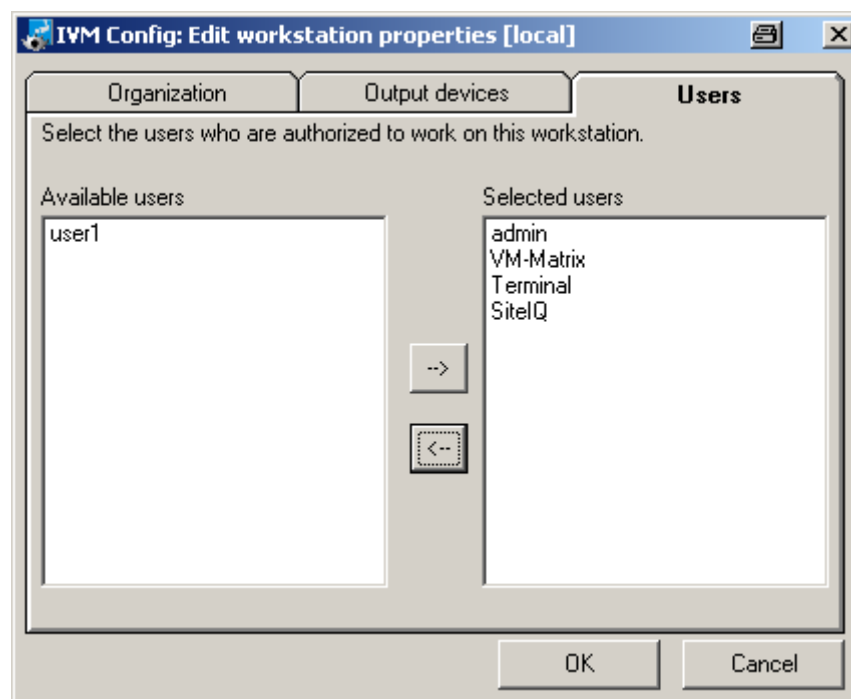 IVM Config: Edit workstation properties [local]
Organization
Output devices
Users
Select the users who are authorized to work on this workstation.
Available users
user1
Selected users
admin
VM-Matrix
Terminal
SiteIQ
-->
<--
OK
Cancel